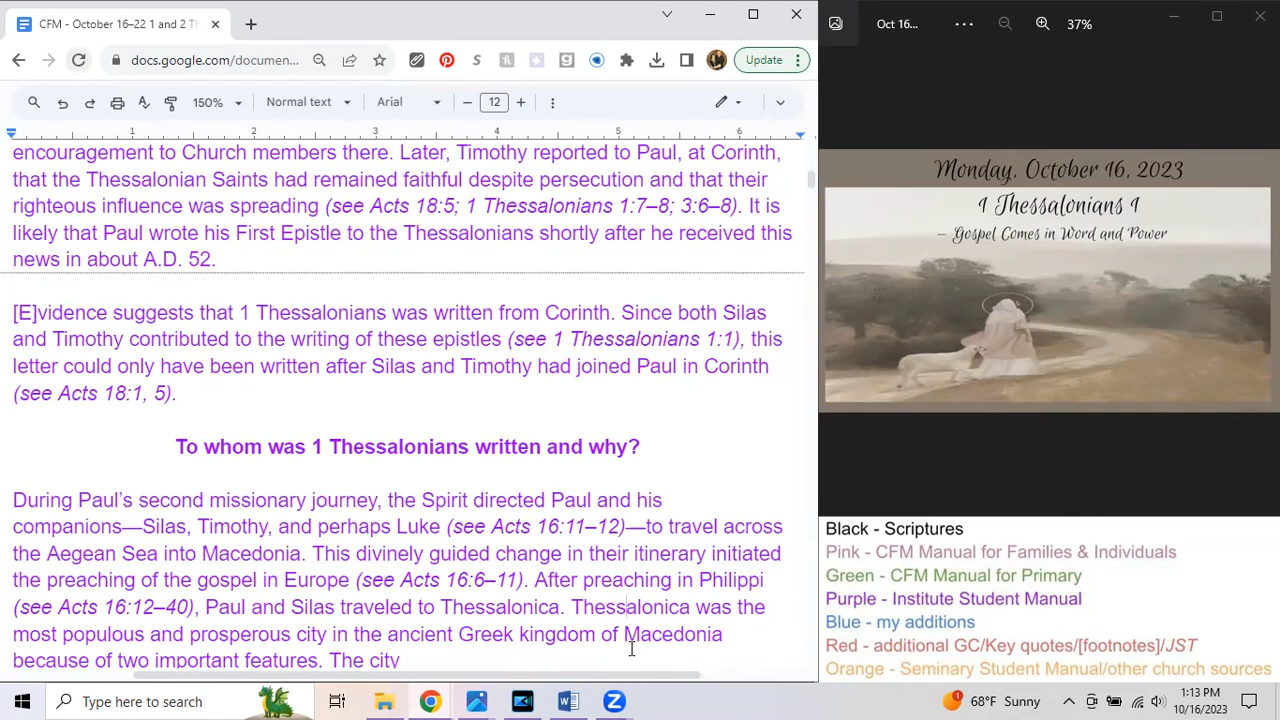 CFM - October 16–22 1 and 2 Th
Oct 16...
37%
docs.google.com/documen...
Update
150%
Normal text
Arial
12
1
2
3
4
5
6
encouragement to Church members there. Later, Timothy reported to Paul, at Corinth,
that the Thessalonian Saints had remained faithful despite persecution and that their
righteous influence was spreading (see Acts 18:5; 1 Thessalonians 1:7–8; 3:6–8). It is
likely that Paul wrote his First Epistle to the Thessalonians shortly after he received this
news in about A.D. 52.
[E]vidence suggests that 1 Thessalonians was written from Corinth. Since both Silas
and Timothy contributed to the writing of these epistles (see 1 Thessalonians 1:1), this
letter could only have been written after Silas and Timothy had joined Paul in Corinth
(see Acts 18:1, 5).
To whom was 1 Thessalonians written and why?
During Paul’s second missionary journey, the Spirit directed Paul and his
companions—Silas, Timothy, and perhaps Luke (see Acts 16:11–12)—to travel across
the Aegean Sea into Macedonia. This divinely guided change in their itinerary initiated
the preaching of the gospel in Europe (see Acts 16:6–11). After preaching in Philippi
(see Acts 16:12–40), Paul and Silas traveled to Thessalonica. Thessalonica was the
most populous and prosperous city in the ancient Greek kingdom of Macedonia
because of two important features. The city
Monday, October 16, 2023
1 Thessalonians 1
– Gospel Comes in Word and Power
Black - Scriptures
Pink - CFM Manual for Families & Individuals
Green - CFM Manual for Primary
Purple - Institute Student Manual
Blue - my additions
Red - additional GC/Key quotes/[footnotes]/JST
Orange - Seminary Student Manual/other church sources
Type here to search
1
68°F Sunny
1:13 PM
10/16/2023